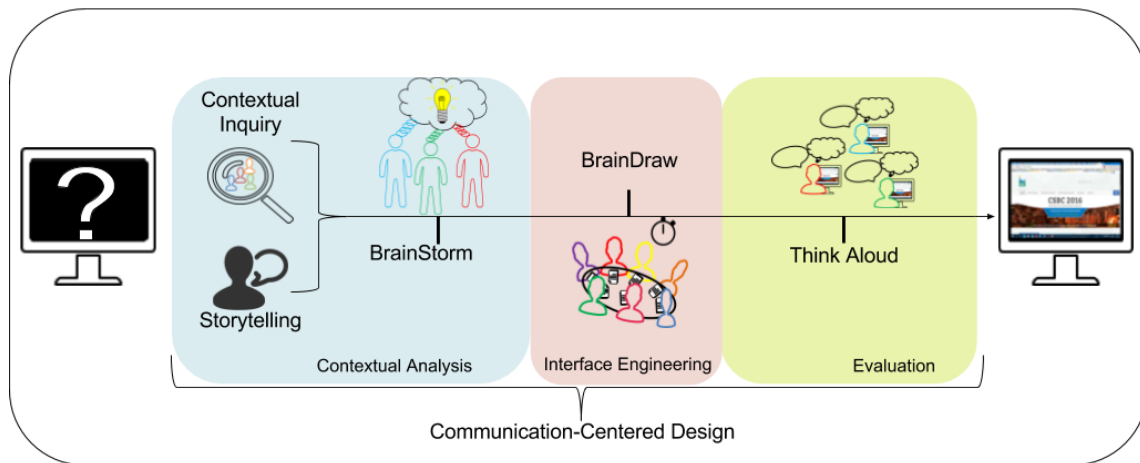 Contextual
Inquiry
?
BrainDraw
CSBC 2016
BrainStorm
Think Aloud
Storytelling
Contextual Analysis
Interface Engineering
Evaluation
Communication-Centered Design